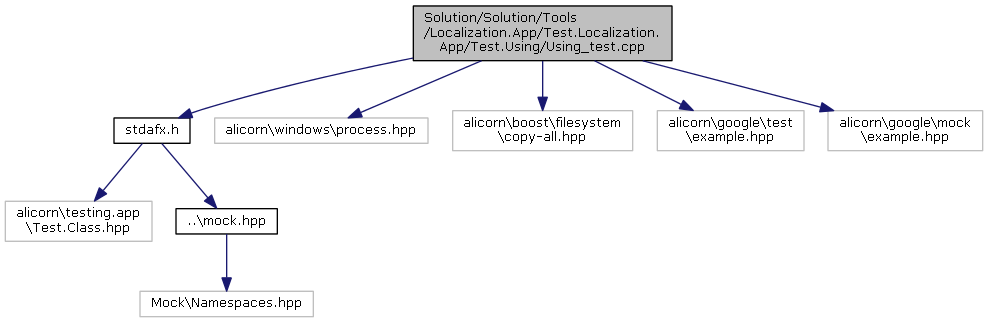 Solution/Solution/Tools
/Localization.App/Test.Localization.
App/Test.Using/Using_test.cpp
stdafx.h
alicorn\windows\process.hpp
alicorn\boost\filesystem
\copy-all.hpp
alicorn\google\test
\example.hpp
alicorn\google\mock
\example.hpp
alicorn\testing.app
\Test.Class.hpp
..\mock.hpp
Mock\Namespaces.hpp